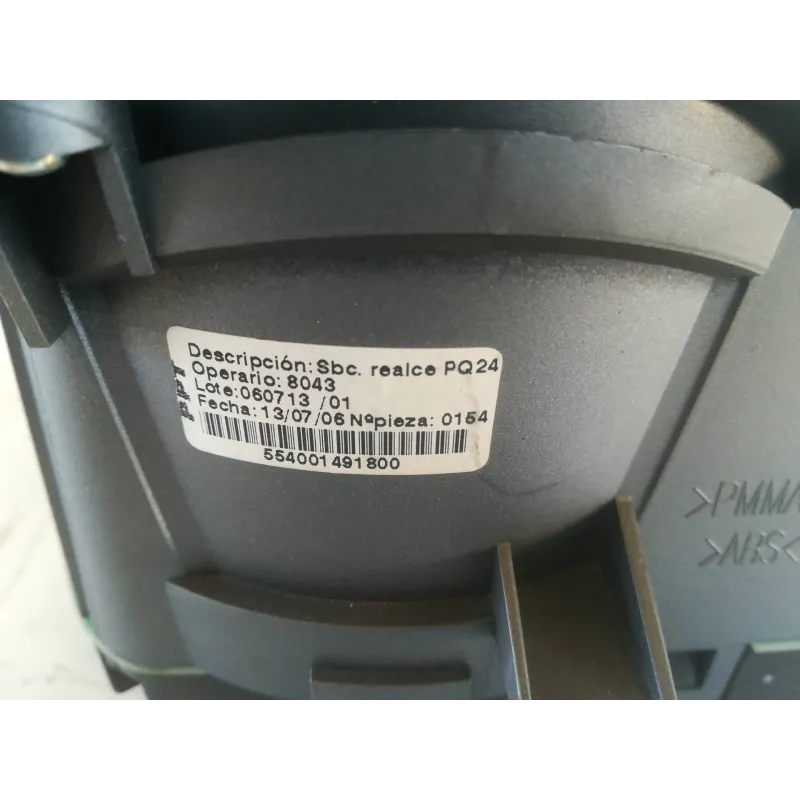 Descripción: Sbc. realce PQ24
Operario: 8043
Lote: 060713 /01
Fecha: 13/07/06 Nºpieza: 0154
554001491800
>PMMA
>ABS<